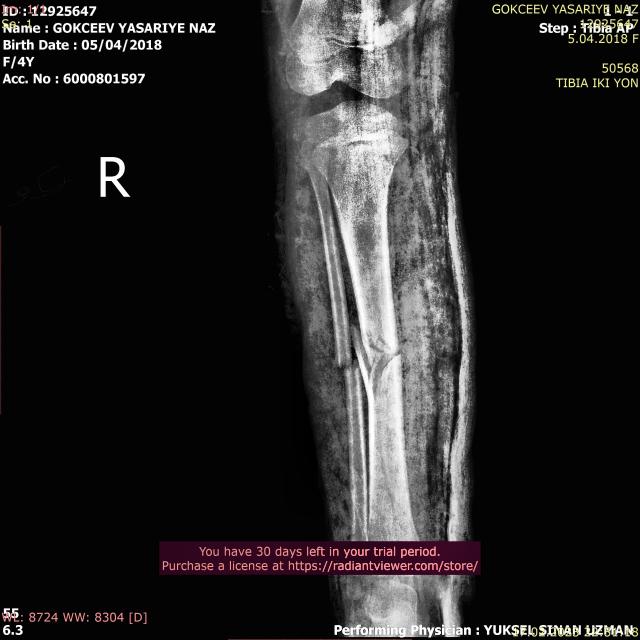 ID : 12925647
Name : GOKCEEV YASARIYE NAZ
Birth Date : 05/04/2018
F/4Y
Acc. No : 6000801597
GOKCEEV YASARIYE NAZ
12925647
Step : Tibia AP
5.04.2018 F
50568
TIBIA IKI YON
R
You have 30 days left in your trial period.
Purchase a license at https://radiantviewer.com/store/
55
WL: 8724 WW: 8304 [D]
6.3
Performing Physician : YUKSEL SINAN UZMAN